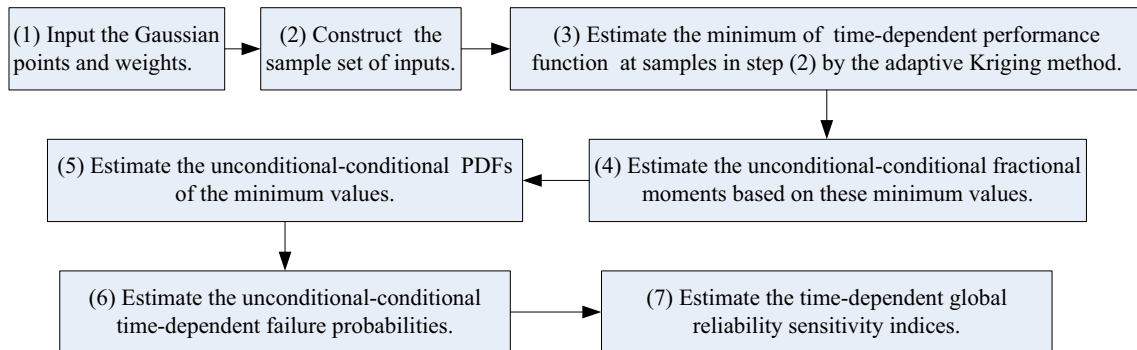 (1) Input the Gaussian
points and weights.
(2) Construct the
sample set of inputs.
(3) Estimate the minimum of time-dependent performance
function at samples in step (2) by the adaptive Kriging method.
(4) Estimate the unconditional-conditional fractional
moments based on these minimum values.
(5) Estimate the unconditional-conditional PDFs
of the minimum values.
(6) Estimate the unconditional-conditional
time-dependent failure probabilities.
(7) Estimate the time-dependent global
reliability sensitivity indices.